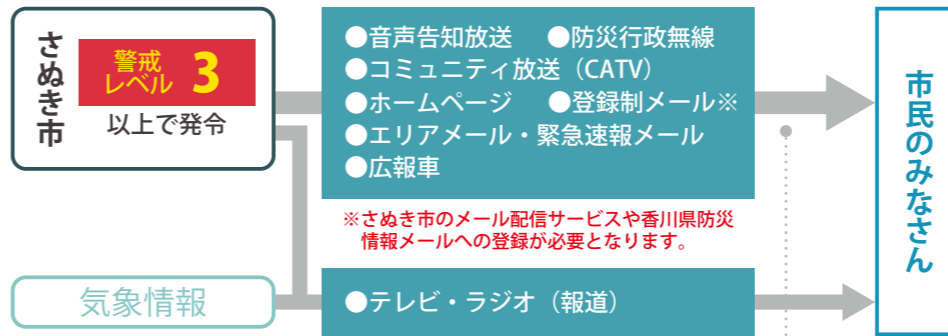 さぬき市
警戒
レベル 3
以上で発令
●音声告知放送 ●防災行政無線
●コミュニティ放送（CATV）
●ホームページ ●登録制メール※
●エリアメール・緊急速報メール
●広報車
※さぬき市のメール配信サービスや香川県防災
情報メールへの登録が必要となります。
気象情報
●テレビ・ラジオ（報道）
市民のみなさん